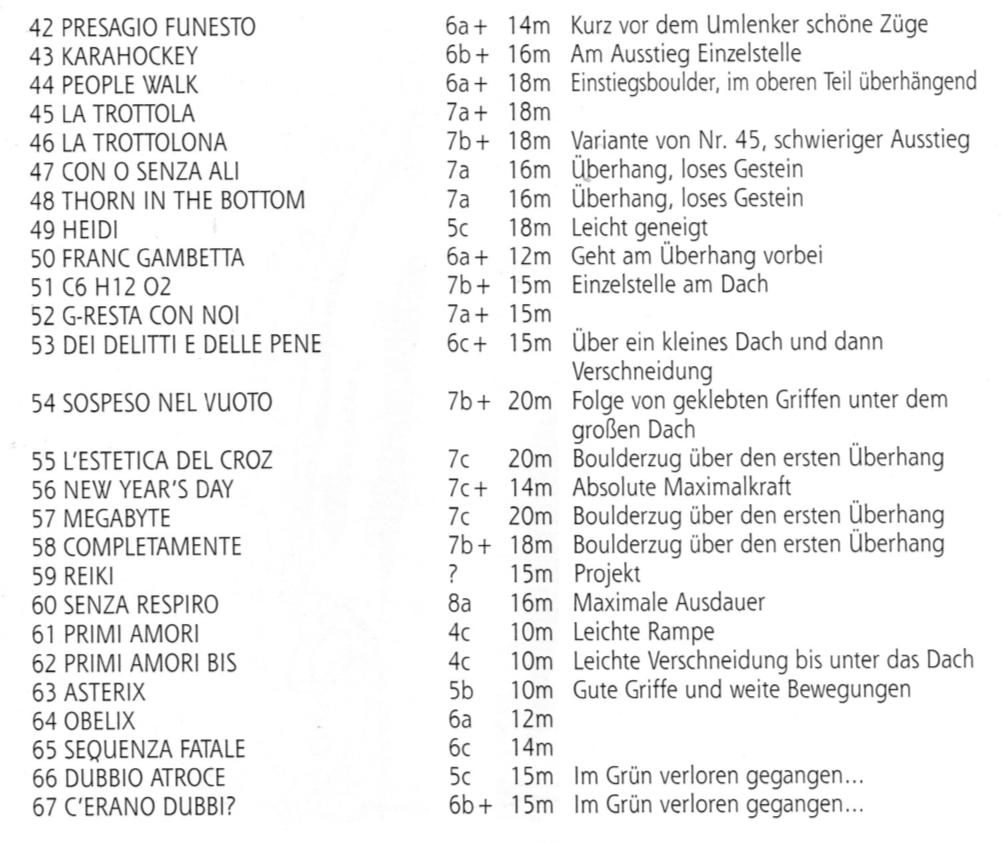 42 PRESAGIO FUNESTO 6a+ 14m Kurz vor dem Umlenker schöne Züge
43 KARAHOCKEY 6b+ 16m Am Ausstieg Einzelstelle
44 PEOPLE WALK 6a+ 18m Einstiegsboulder, im oberen Teil überhängend
45 LA TROTTOLA 7a+ 18m
46 LA TROTTOLONA 7b+ 18m Variante von Nr. 45, schwieriger Ausstieg
47 CON O SENZA ALI 7a 16m Überhang, loses Gestein
48 THORN IN THE BOTTOM 7a 16m Überhang, loses Gestein
49 HEIDI 5c 18m Leicht geneigt
50 FRANC GAMBETTA 6a+ 12m Geht am Überhang vorbei
51 C6 H12 O2 7b+ 15m Einzelstelle am Dach
52 G-RESTA CON NOI 7a+ 15m
53 DEI DELITTI E DELLE PENE 6c+ 15m Über ein kleines Dach und dann
Verschneidung
54 SOSPESO NEL VUOTO 7b+ 20m Folge von geklebten Griffen unter dem
großen Dach
55 L'ESTETICA DEL CROZ 7c 20m Boulderzug über den ersten Überhang
56 NEW YEAR'S DAY 7c+ 14m Absolute Maximalkraft
57 MEGABYTE 7c 20m Boulderzug über den ersten Überhang
58 COMPLETAMENTE 7b+ 18m Boulderzug über den ersten Überhang
59 REIKI ? 15m Projekt
60 SENZA RESPIRO 8a 16m Maximale Ausdauer
61 PRIMI AMORI 4c 10m Leichte Rampe
62 PRIMI AMORI BIS 4c 10m Leichte Verschneidung bis unter das Dach
63 ASTERIX 5b 10m Gute Griffe und weite Bewegungen
64 OBELIX 6a 12m
65 SEQUENZA FATALE 6c 14m
66 DUBBIO ATROCE 5c 15m Im Grün verloren gegangen...
67 C'ERANO DUBBI? 6b+ 15m Im Grün verloren gegangen...